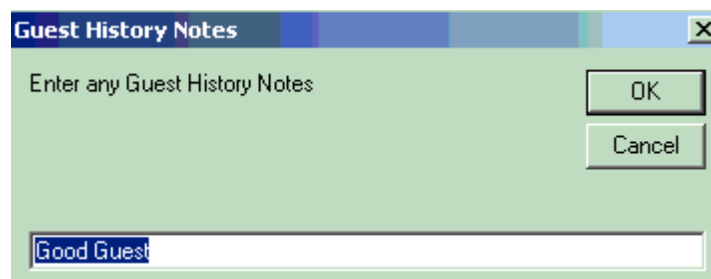 Guest History Notes
Enter any Guest History Notes
OK
Cancel
Good Guest